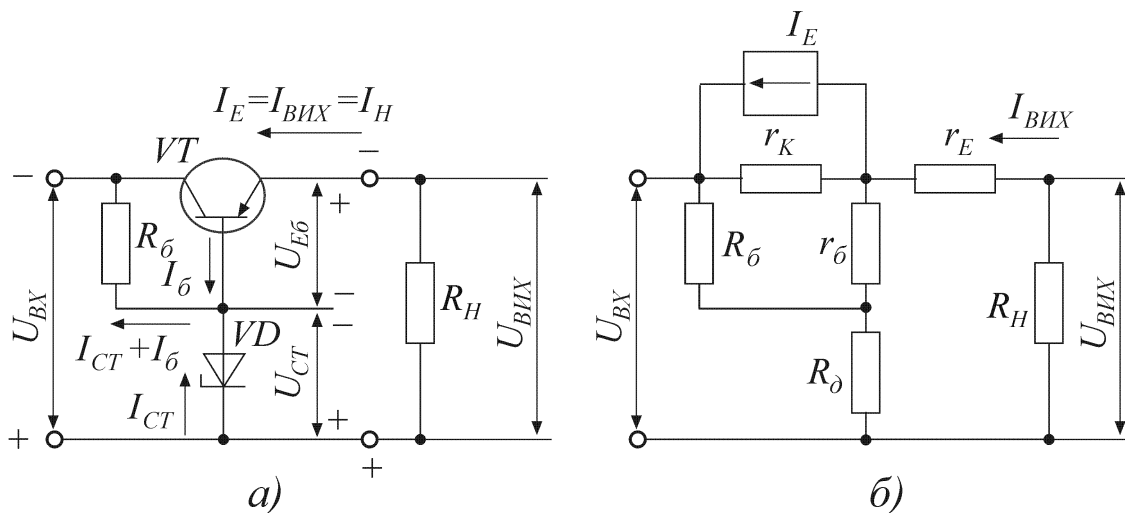 I_E
I_E=I_ВИХ=I_Н
I_ВИХ
VT
−
r_К
r_E
−
+
R_б
U_Еб
I_б
R_б
r_б
U_ВХ
−
R_Н
U_ВИХ
U_ВХ
R_Н
U_ВИХ
−
I_СТ+I_б
VD
U_СТ
R_д
I_СТ
+
+
+
а)
б)